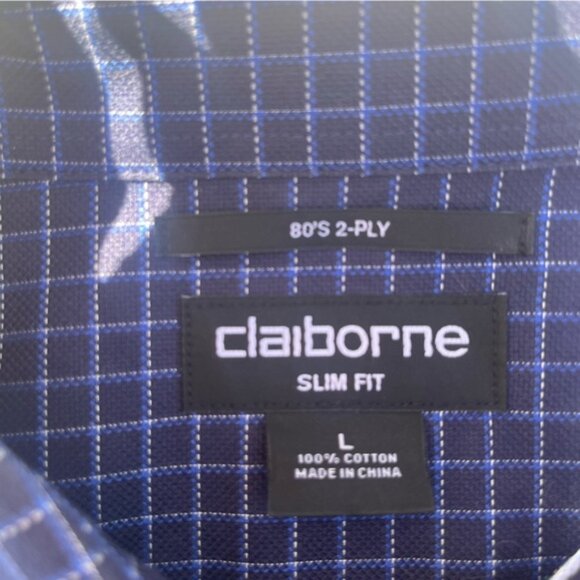 80'S 2-PLY
claiborne
SLIM FIT
L
100% COTTON
MADE IN CHINA